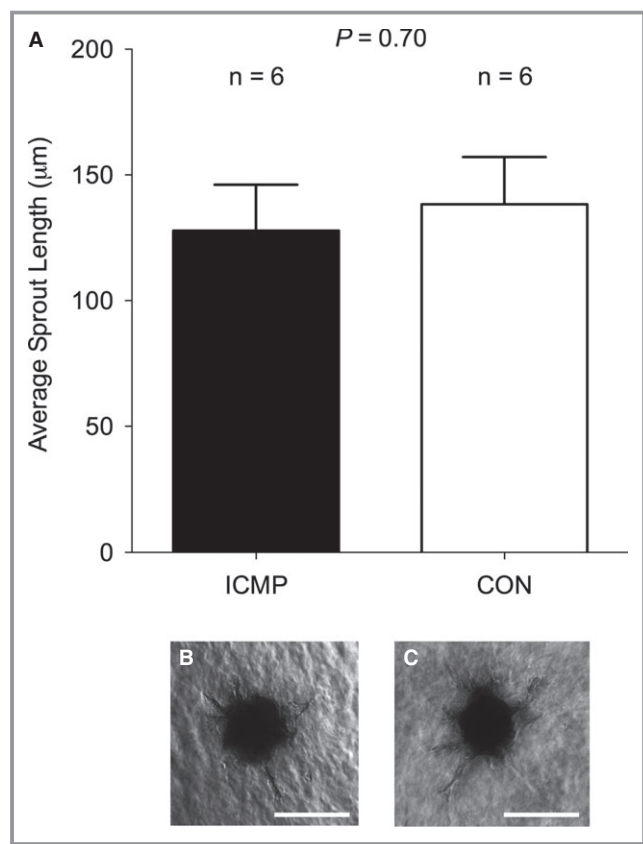 A
P = 0.70
n = 6 n = 6
200
150
100
50
0
Average Sprout Length (μm)
ICMP CON
B C